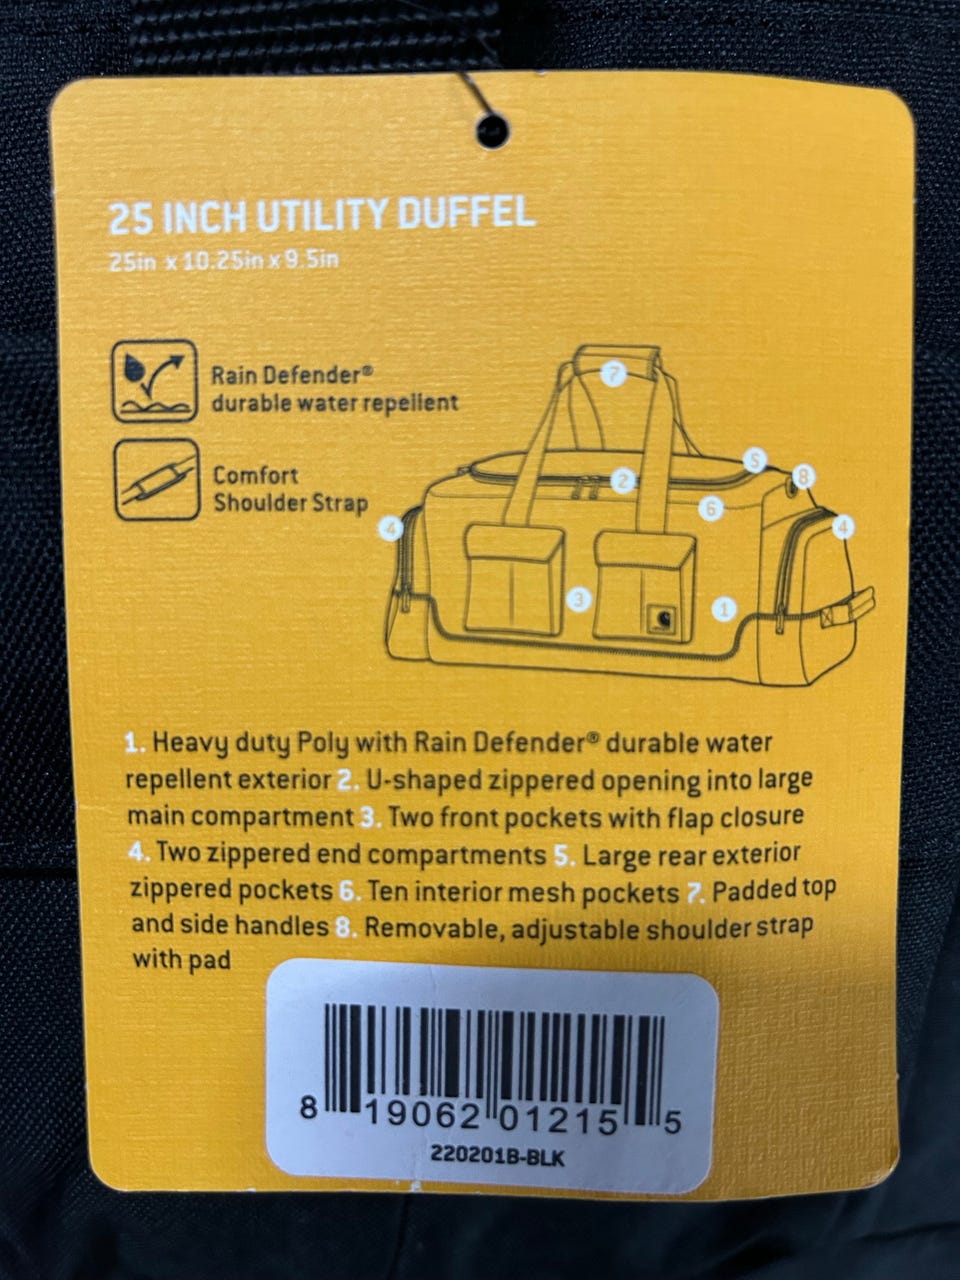 25 INCH UTILITY DUFFEL
25in x 10.25in x 9.5in
Rain Defender®
durable water repellent
Comfort
Shoulder Strap
7
5
8
2
6
4
4
3
1
1. Heavy duty Poly with Rain Defender® durable water
repellent exterior 2. U-shaped zippered opening into large
main compartment 3. Two front pockets with flap closure
4. Two zippered end compartments 5. Large rear exterior
zippered pockets 6. Ten interior mesh pockets 7. Padded top
and side handles 8. Removable, adjustable shoulder strap
with pad
8 19062 01215 5
220201B-BLK